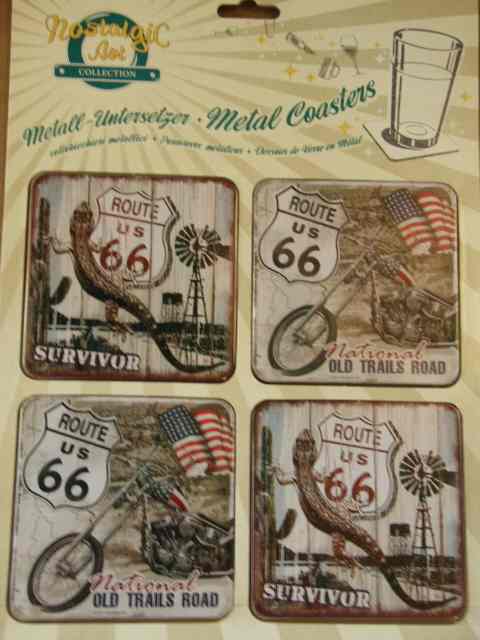 Nostalgic
Art
COLLECTION
Metall-Untersetzer · Metal Coasters
ROUTE
US
66
SURVIVOR
ROUTE
US
66
National
OLD TRAILS ROAD
ROUTE
US
66
National
OLD TRAILS ROAD
ROUTE
US
66
SURVIVOR